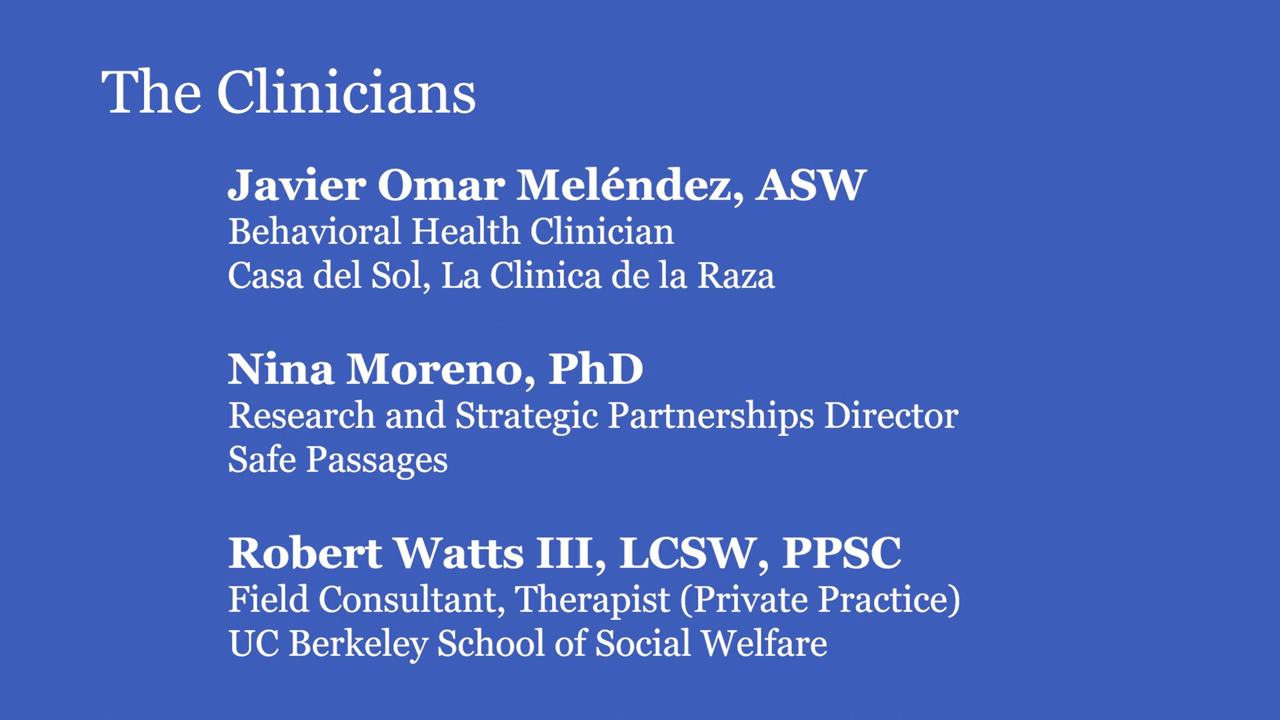 The Clinicians
Javier Omar Meléndez, ASW
Behavioral Health Clinician
Casa del Sol, La Clinica de la Raza
Nina Moreno, PhD
Research and Strategic Partnerships Director
Safe Passages
Robert Watts III, LCSW, PPSC
Field Consultant, Therapist (Private Practice)
UC Berkeley School of Social Welfare